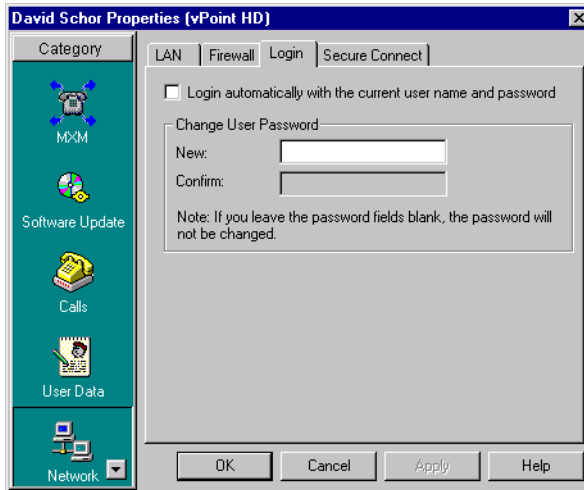 David Schor Properties (vPoint HD)
Category
LAN
Firewall
Login
Secure Connect
MXM
Software Update
Calls
User Data
Network
Login automatically with the current user name and password
Change User Password
New:
Confirm:
Note: If you leave the password fields blank, the password will
not be changed.
OK
Cancel
Apply
Help